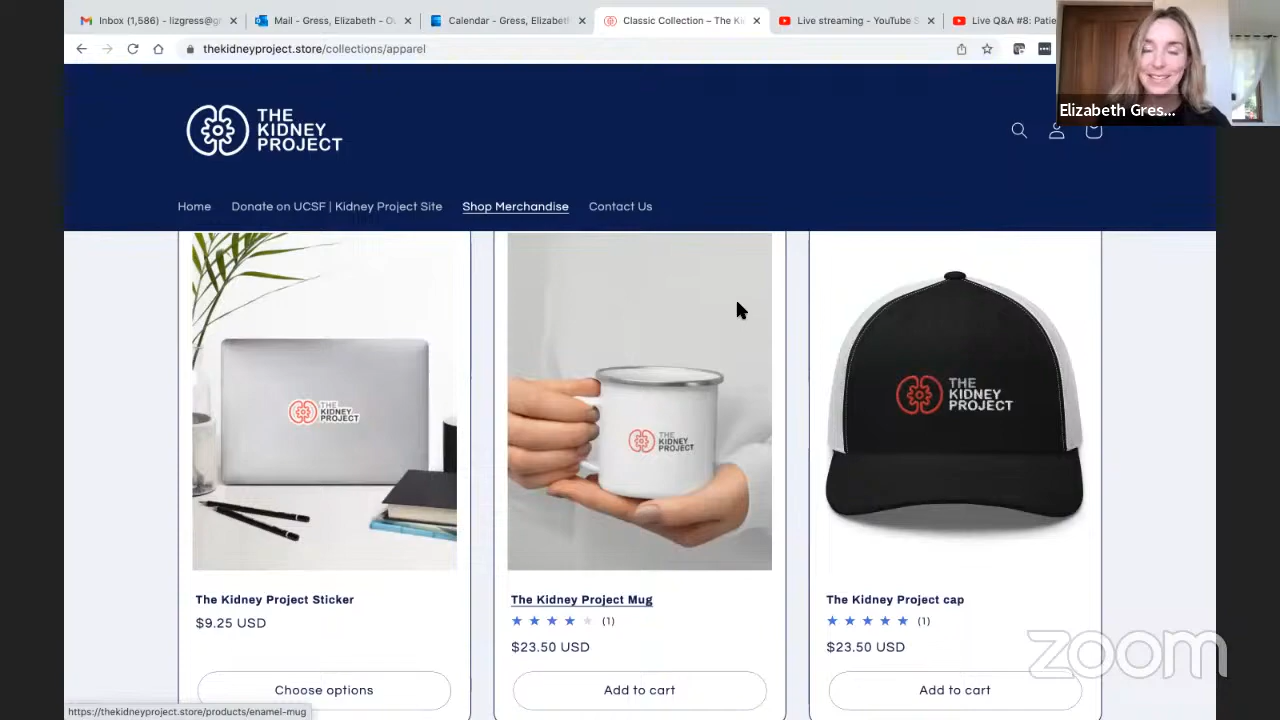 Inbox (1,586) - lizgress@gr
Mail - Gress, Elizabeth - O
Calendar - Gress, Elizabeth
Classic Collection – The Ki
Live streaming - YouTube S
Live Q&A #8: Patie
thekidneyproject.store/collections/apparel
Elizabeth Gres...
THE
KIDNEY
PROJECT
Home
Donate on UCSF | Kidney Project Site
Shop Merchandise
Contact Us
THE
KIDNEY
PROJECT
THE
KIDNEY
PROJECT
THE
KIDNEY
PROJECT
The Kidney Project Sticker
$9.25 USD
Choose options
The Kidney Project Mug
(1)
$23.50 USD
Add to cart
The Kidney Project cap
(1)
$23.50 USD
Add to cart
zoom
https://thekidneyproject.store/products/enamel-mug